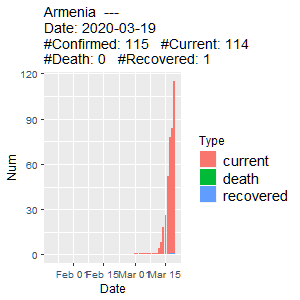 Armenia  ---
Date: 2020-03-19
#Confirmed: 115   #Current: 114
#Death: 0   #Recovered: 1
120
90
60
30
0
Num
Feb 01 Feb 15 Mar 01 Mar 15
Date
Type
current
death
recovered